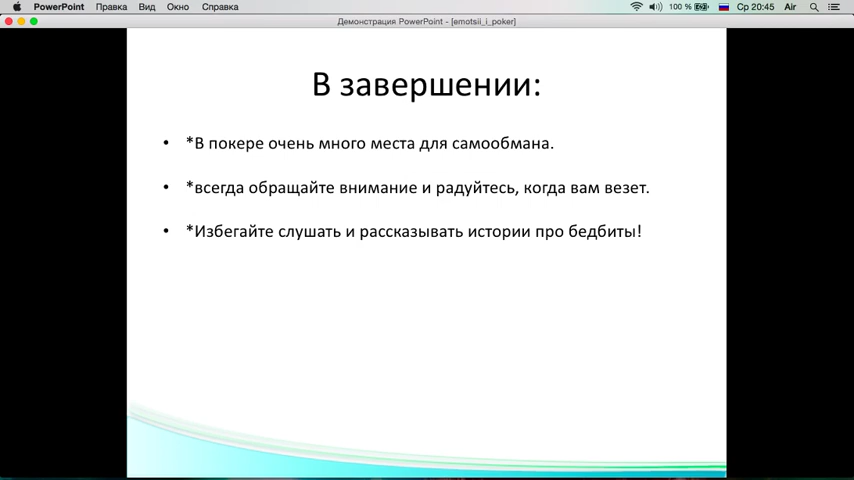 PowerPoint Правка Вид Окно Справка 100 % Ср 20:45 Air
Демонстрация PowerPoint - [emotsii_i_poker]
В завершении:
• *В покере очень много места для самообмана.
• *всегда обращайте внимание и радуйтесь, когда вам везет.
• *Избегайте слушать и рассказывать истории про бедбиты!